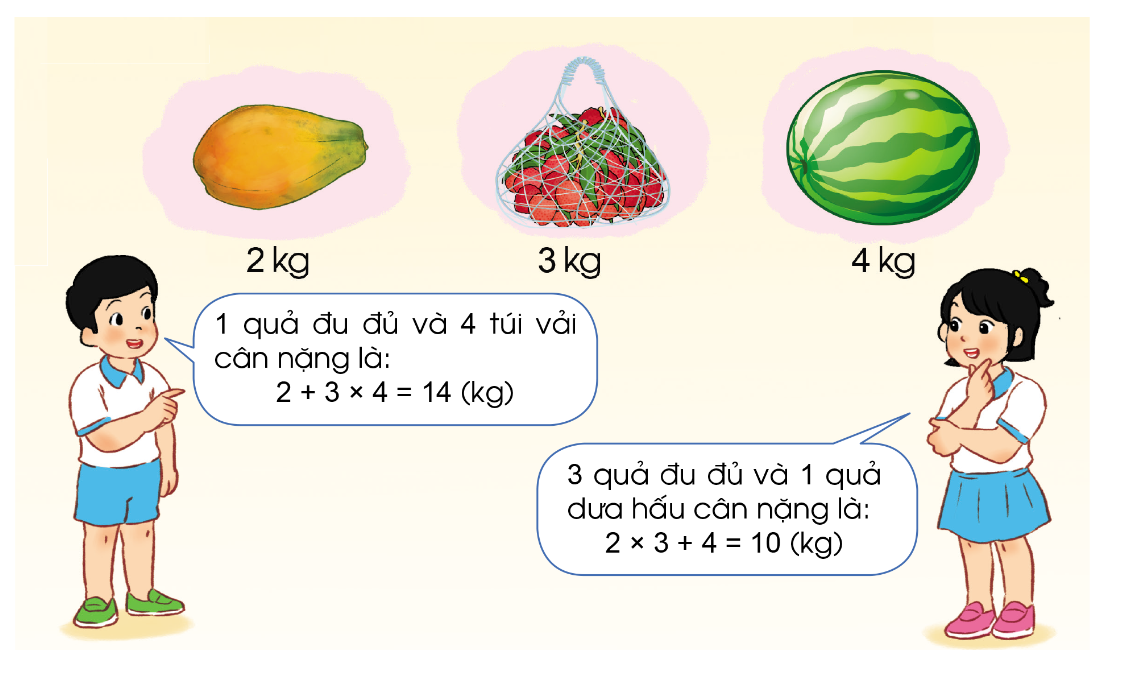 2 kg
3 kg
4 kg
1 quả đu đủ và 4 túi vải
cân nặng là:
2 + 3 × 4 = 14 (kg)
3 quả đu đủ và 1 quả
dưa hấu cân nặng là:
2 × 3 + 4 = 10 (kg)